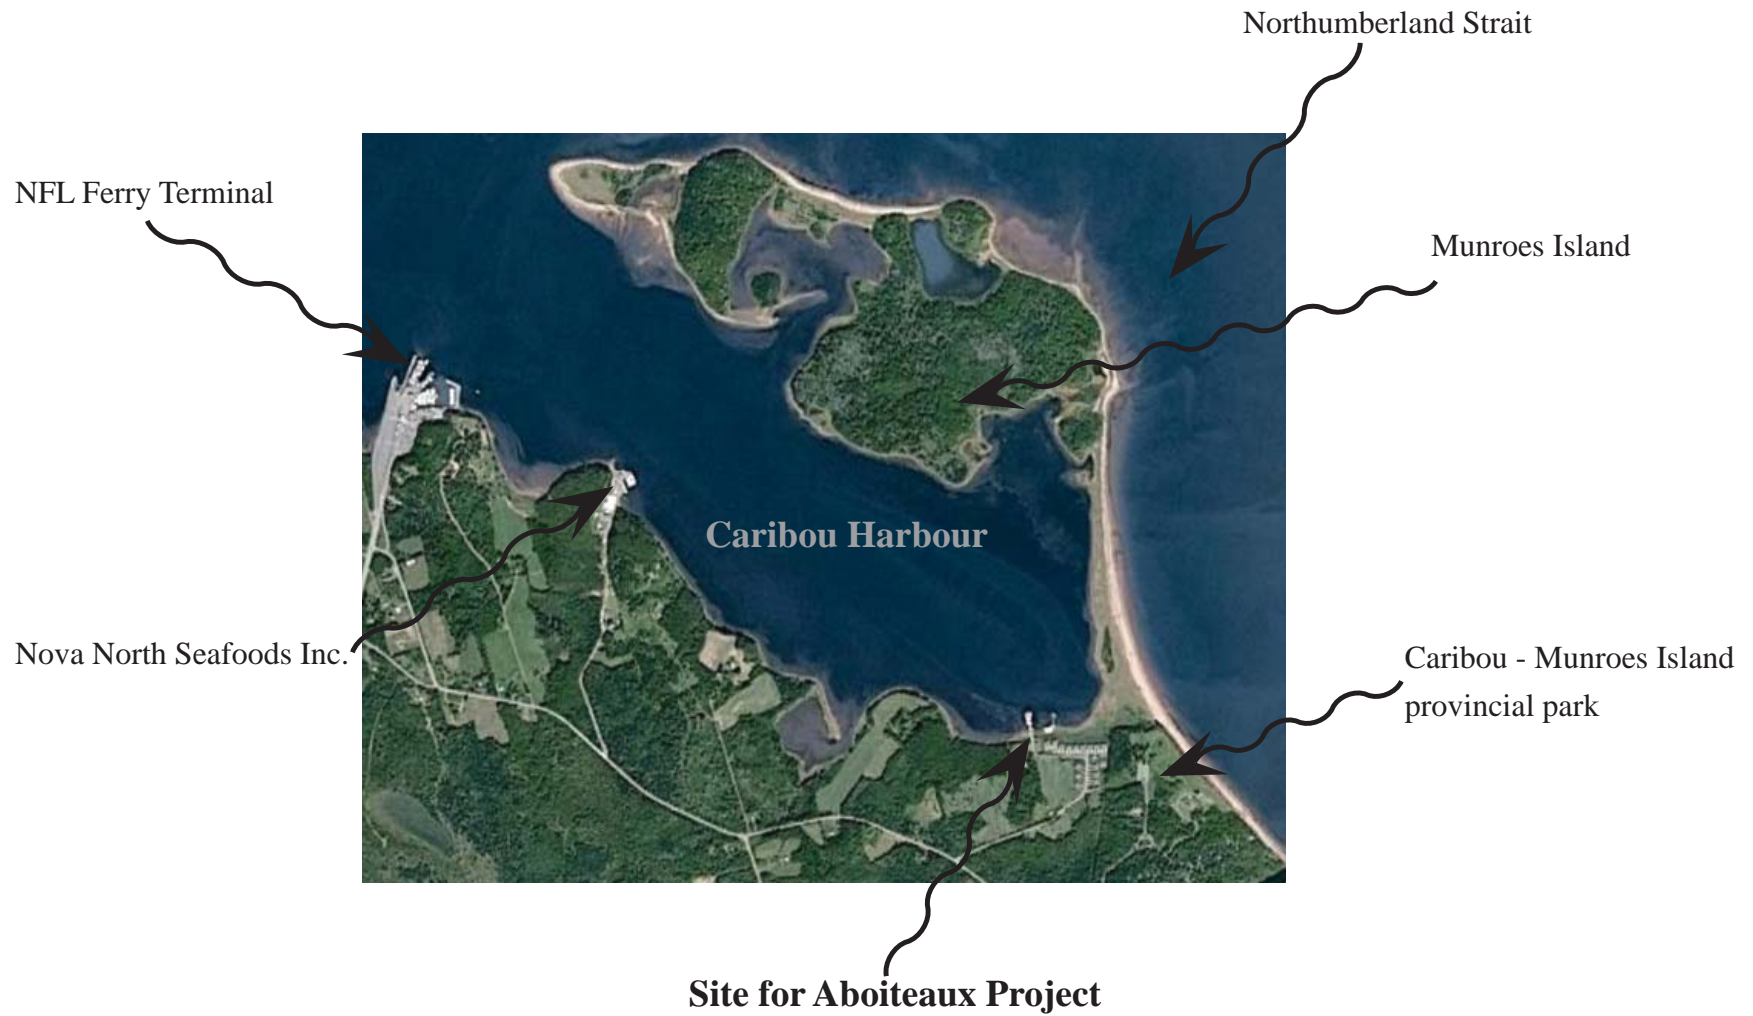 Northumberland Strait
NFL Ferry Terminal
Munroes Island
Caribou Harbour
Nova North Seafoods Inc.
Caribou - Munroes Island
provincial park
Site for Aboiteaux Project